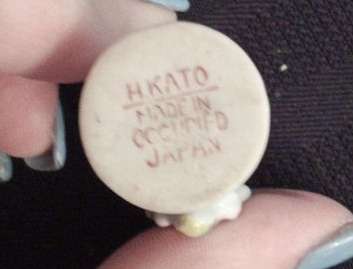 H KATO
MADE IN
OCCUPIED
JAPAN